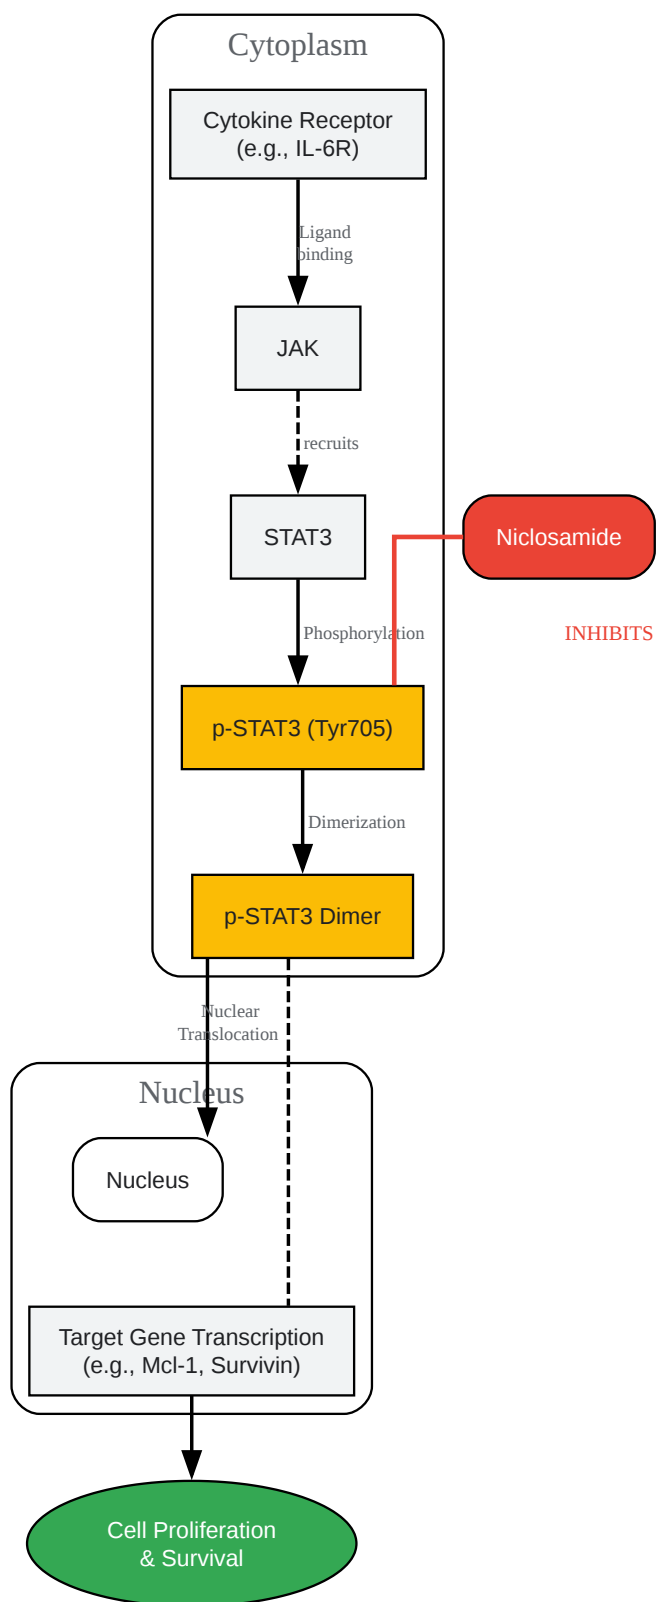 Cytoplasm
Cytokine Receptor
(e.g., IL-6R)
Ligand
binding
JAK
recruits
STAT3
Niclosamide
Phosphorylation
INHIBITS
p-STAT3 (Tyr705)
Dimerization
p-STAT3 Dimer
Nuclear
Translocation
Nucleus
Nucleus
Target Gene Transcription
(e.g., Mcl-1, Survivin)
Cell Proliferation
& Survival